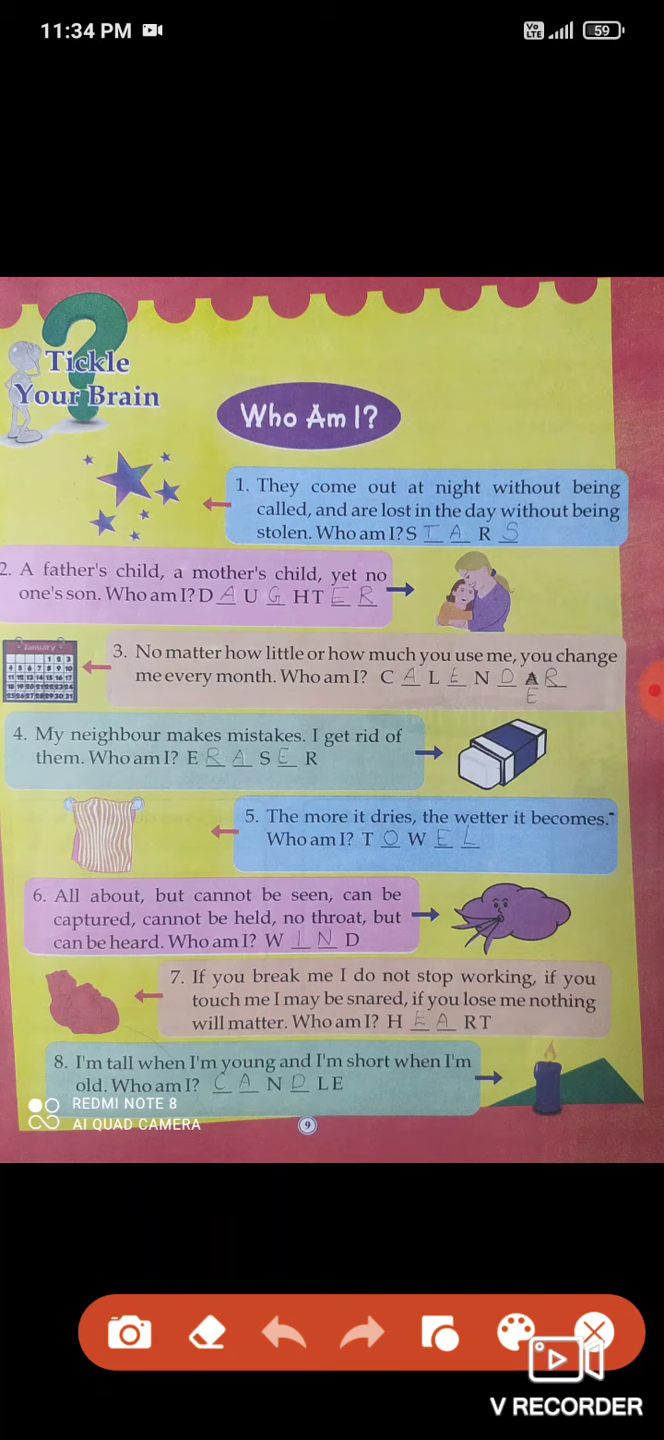 11:34 PM
Vo
LTE
59
Tickle
Your Brain
?
Who Am I?
1. They come out at night without being
called, and are lost in the day without being
stolen. Who am I? S T A R S
2. A father's child, a mother's child, yet no
one's son. Who am I? D A U G HT E R
January
3. No matter how little or how much you use me, you change
me every month. Who am I? C A L E N D A R
E
4. My neighbour makes mistakes. I get rid of
them. Who am I? E R A S E R
5. The more it dries, the wetter it becomes.
Who am I? T O W E L
6. All about, but cannot be seen, can be
captured, cannot be held, no throat, but
can be heard. Who am I? W I N D
7. If you break me I do not stop working, if you
touch me I may be snared, if you lose me nothing
will matter. Who am I? H E A RT
8. I'm tall when I'm young and I'm short when I'm
old. Who am I? C A N D LE
REDMI NOTE 8
AI QUAD CAMERA
9
V RECORDER